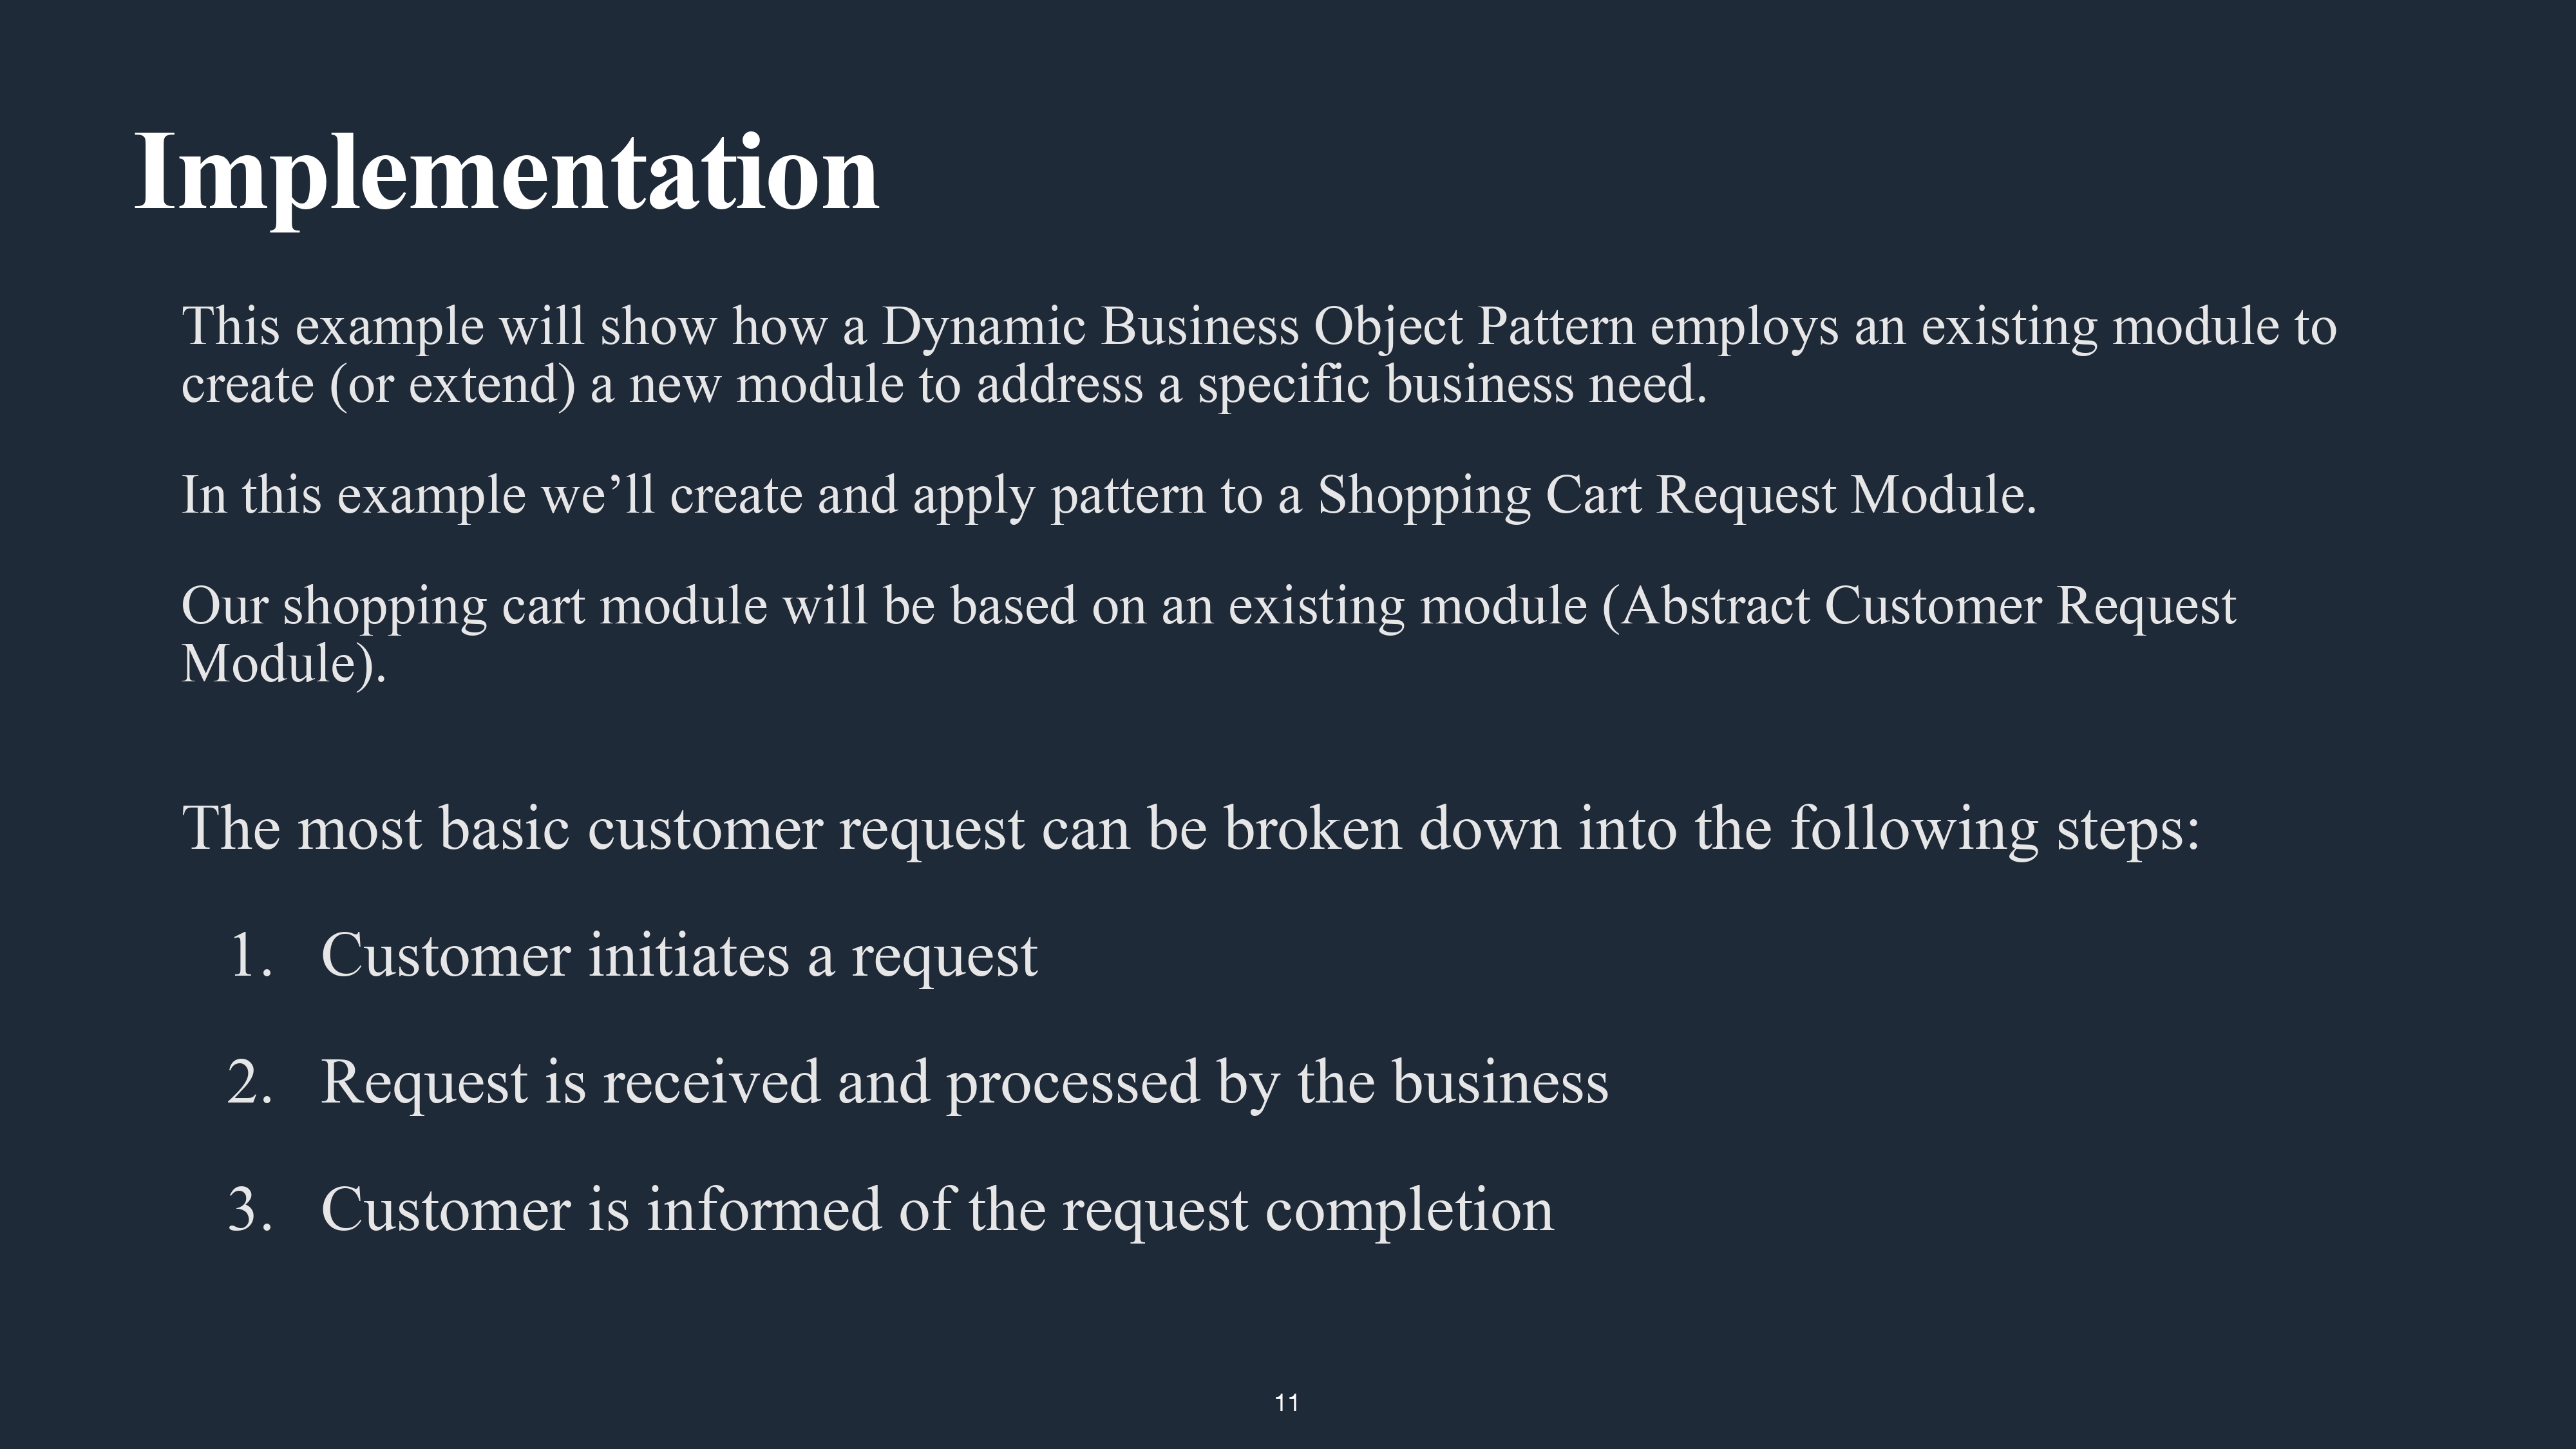 Implementation
This example will show how a Dynamic Business Object Pattern employs an existing module to
create (or extend) a new module to address a specific business need.
In this example we’ll create and apply pattern to a Shopping Cart Request Module.
Our shopping cart module will be based on an existing module (Abstract Customer Request
Module).
The most basic customer request can be broken down into the following steps:
1. Customer initiates a request
2. Request is received and processed by the business
3. Customer is informed of the request completion
11